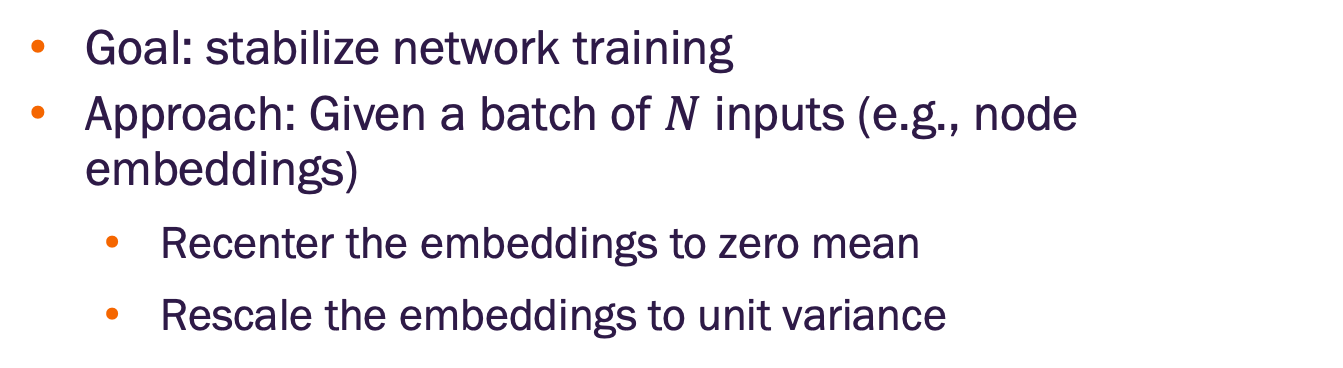 • Goal: stabilize network training
• Approach: Given a batch of N inputs (e.g., node
embeddings)
• Recenter the embeddings to zero mean
• Rescale the embeddings to unit variance